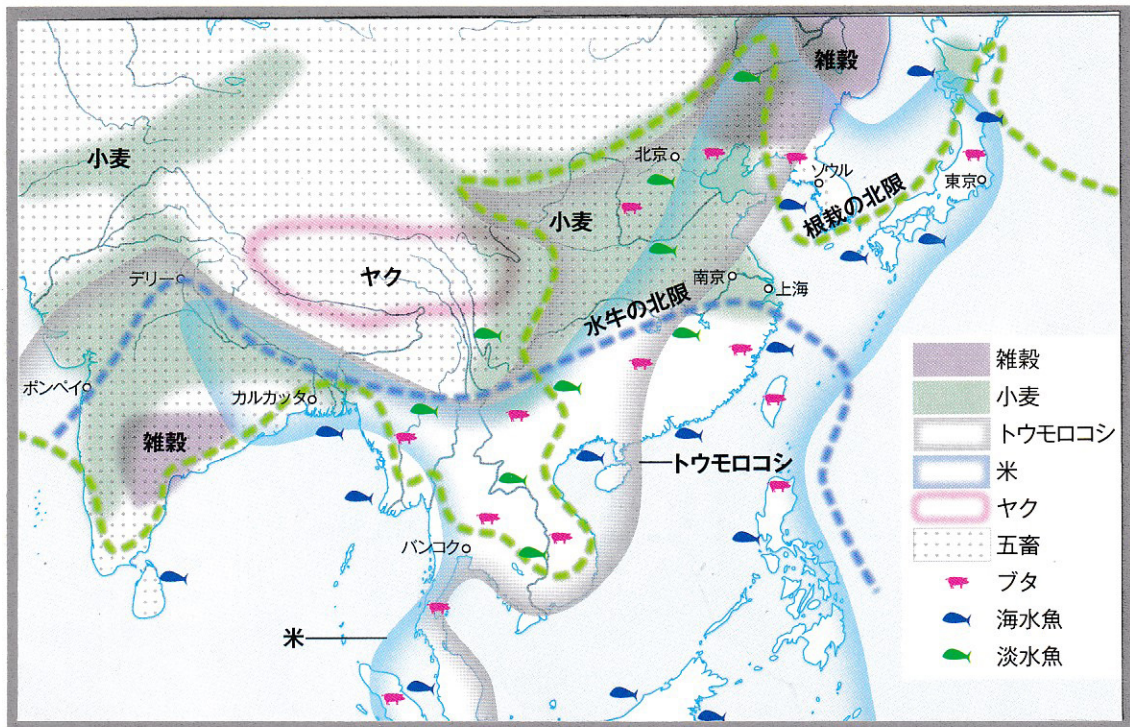 雑穀
小麦
北京
ソウル
東京
根栽の北限
小麦
デリー
ヤク
南京
上海
水牛の北限
ボンベイ
カルカッタ
雑穀
トウモロコシ
バンコク
米
雑穀
小麦
トウモロコシ
米
ヤク
五畜
ブタ
海水魚
淡水魚